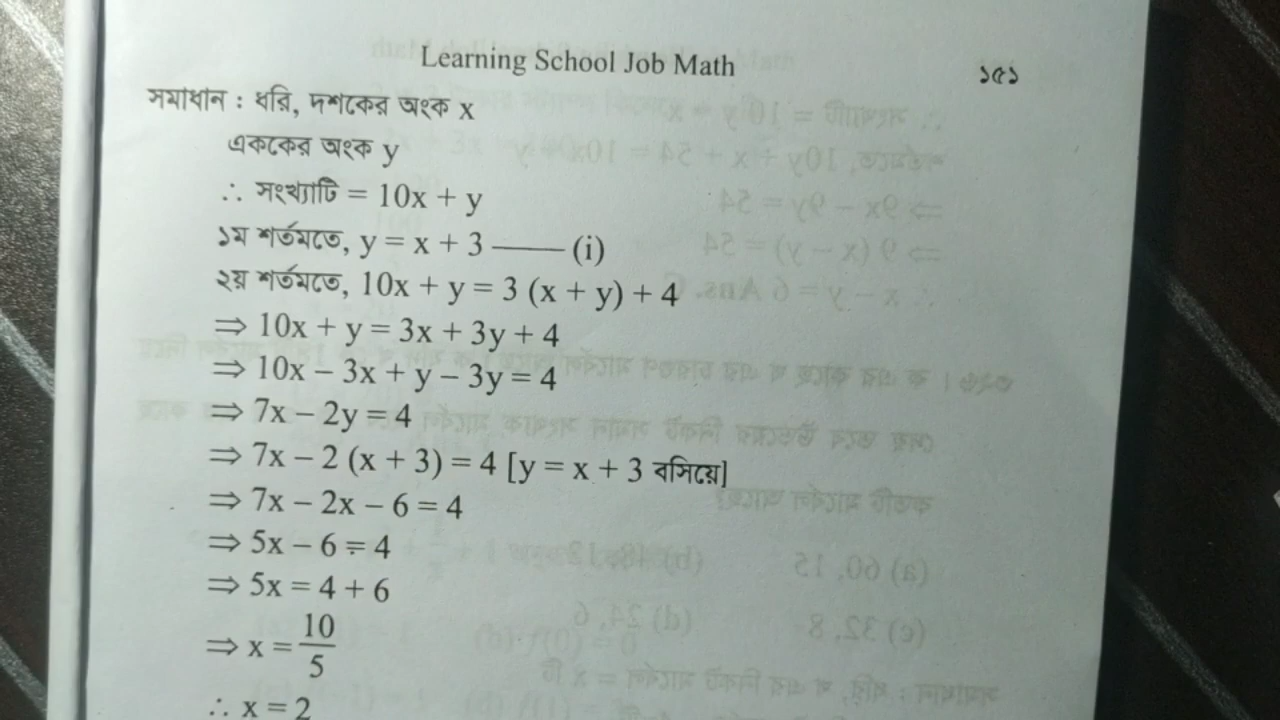 Learning School Job Math
১৫১
সমাধান : ধরি, দশকের অংক x
এককের অংক y
∴ সংখ্যাটি = 10x + y
১ম শর্তমতে, y = x + 3 —— (i)
২য় শর্তমতে, 10x + y = 3 (x + y) + 4
⇒ 10x + y = 3x + 3y + 4
⇒ 10x – 3x + y – 3y = 4
⇒ 7x – 2y = 4
⇒ 7x – 2 (x + 3) = 4 [y = x + 3 বসিয়ে]
⇒ 7x – 2x – 6 = 4
⇒ 5x – 6 = 4
⇒ 5x = 4 + 6
⇒ x = 10/5
∴ x = 2